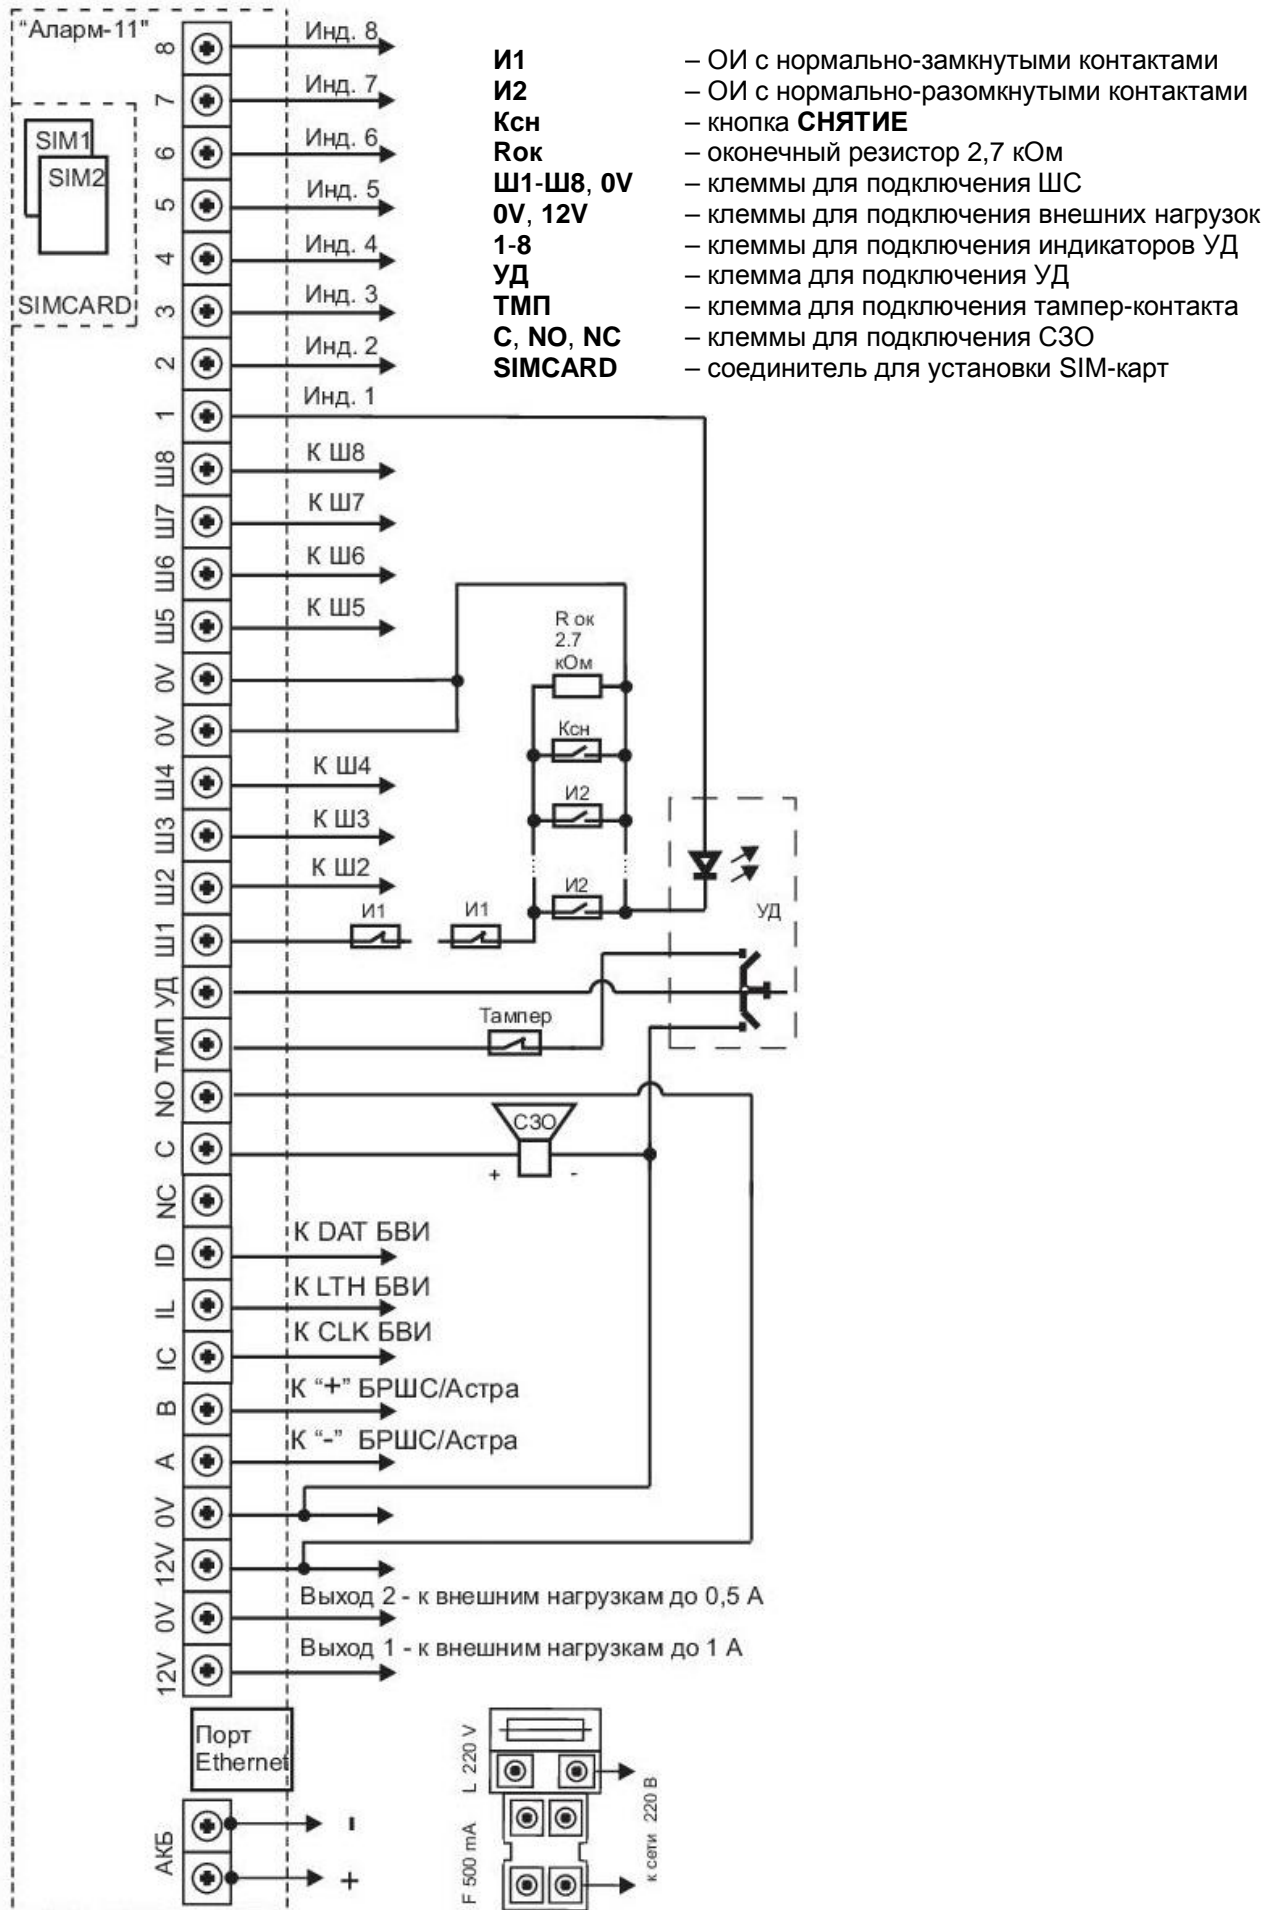 "Аларм-11"
SIM1
SIM2
SIMCARD
8
Инд. 8
7
Инд. 7
6
Инд. 6
5
Инд. 5
4
Инд. 4
3
Инд. 3
2
Инд. 2
1
Инд. 1
И1 – ОИ с нормально-замкнутыми контактами
И2 – ОИ с нормально-разомкнутыми контактами
Ксн – кнопка СНЯТИЕ
Rок – оконечный резистор 2,7 кОм
Ш1-Ш8, 0V – клеммы для подключения ШС
0V, 12V – клеммы для подключения внешних нагрузок
1-8 – клеммы для подключения индикаторов УД
УД – клемма для подключения УД
ТМП – клемма для подключения тампер-контакта
C, NO, NC – клеммы для подключения СЗО
SIMCARD – соединитель для установки SIM-карт
Ш8
К Ш8
Ш7
К Ш7
Ш6
К Ш6
Ш5
К Ш5
0V
0V
R ок
2.7
кОм
Ксн
И2
И2
Ш4
К Ш4
Ш3
К Ш3
Ш2
К Ш2
Ш1
И1
И1
УД
УД
ТМП
Тампер
NO
C
СЗО
+ -
NC
ID
К DAT БВИ
IL
К LTH БВИ
IC
К CLK БВИ
B
К "+" БРШС/Астра
A
К "-" БРШС/Астра
0V
12V
0V
Выход 2 - к внешним нагрузкам до 0,5 А
12V
Выход 1 - к внешним нагрузкам до 1 А
Порт
Ethernet
АКБ
-
+
L 220 V
F 500 mA
к сети 220 В